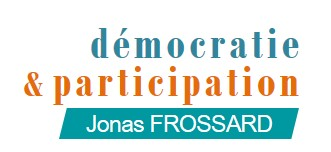 démocratie
& participation
Jonas FROSSARD